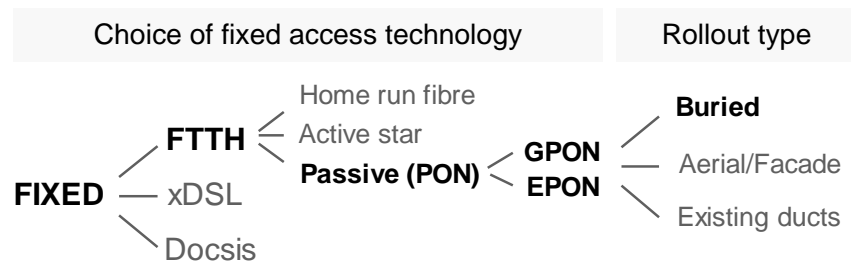 Choice of fixed access technology
Rollout type
Home run fibre
FTTH
Active star
Passive (PON)
GPON
EPON
Buried
FIXED
xDSL
Aerial/Facade
Docsis
Existing ducts